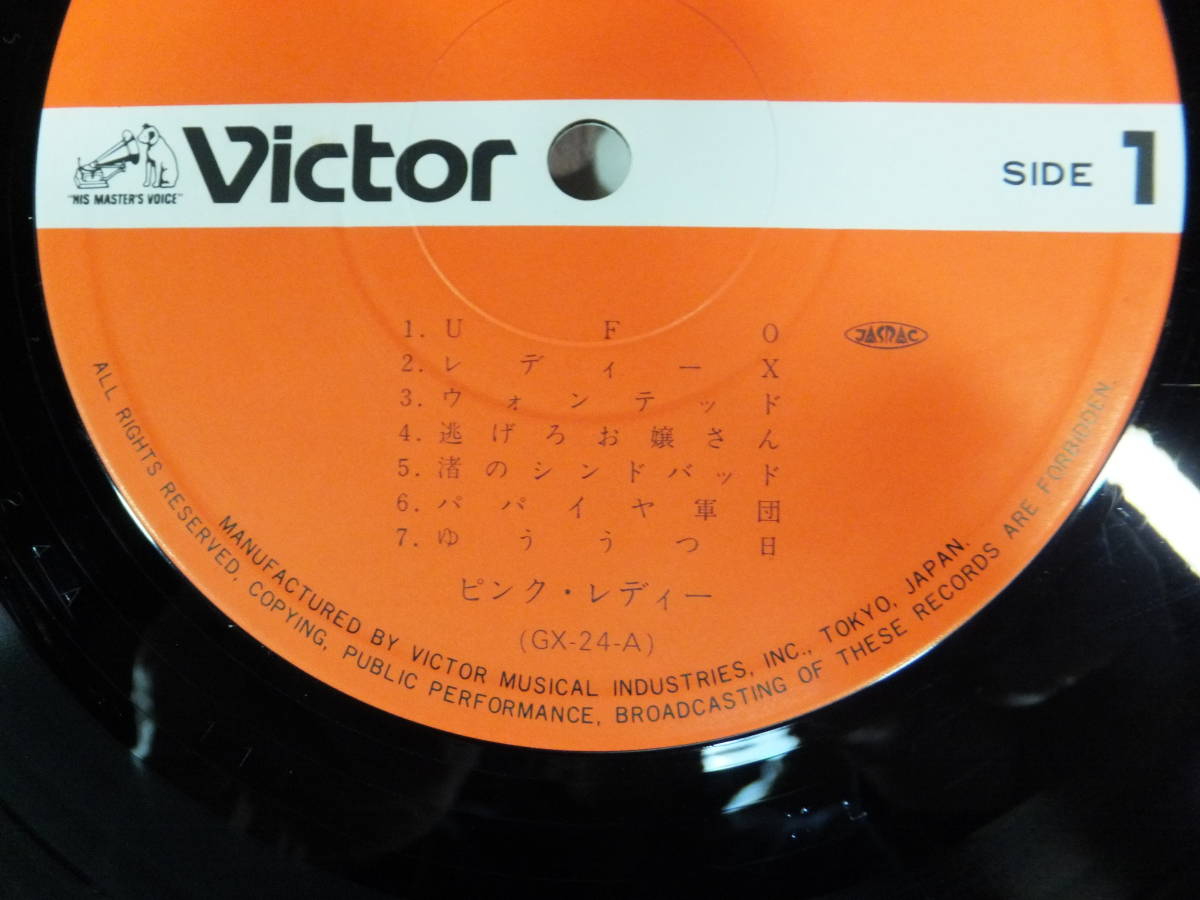 "HIS MASTER'S VOICE"
Victor
SIDE 1
1. UFO
JASRAC
2. レディーX
3. ウォンテッド
4. 逃げろお嬢さん
5. 渚のシンドバッド
6. パパイヤ軍団
7. ゆううつ日
ピンク・レディー
(GX-24-A)
MANUFACTURED BY VICTOR MUSICAL INDUSTRIES, INC., TOKYO, JAPAN.
ALL RIGHTS RESERVED, COPYING, PUBLIC PERFORMANCE, BROADCASTING OF THESE RECORDS ARE FORBIDDEN.